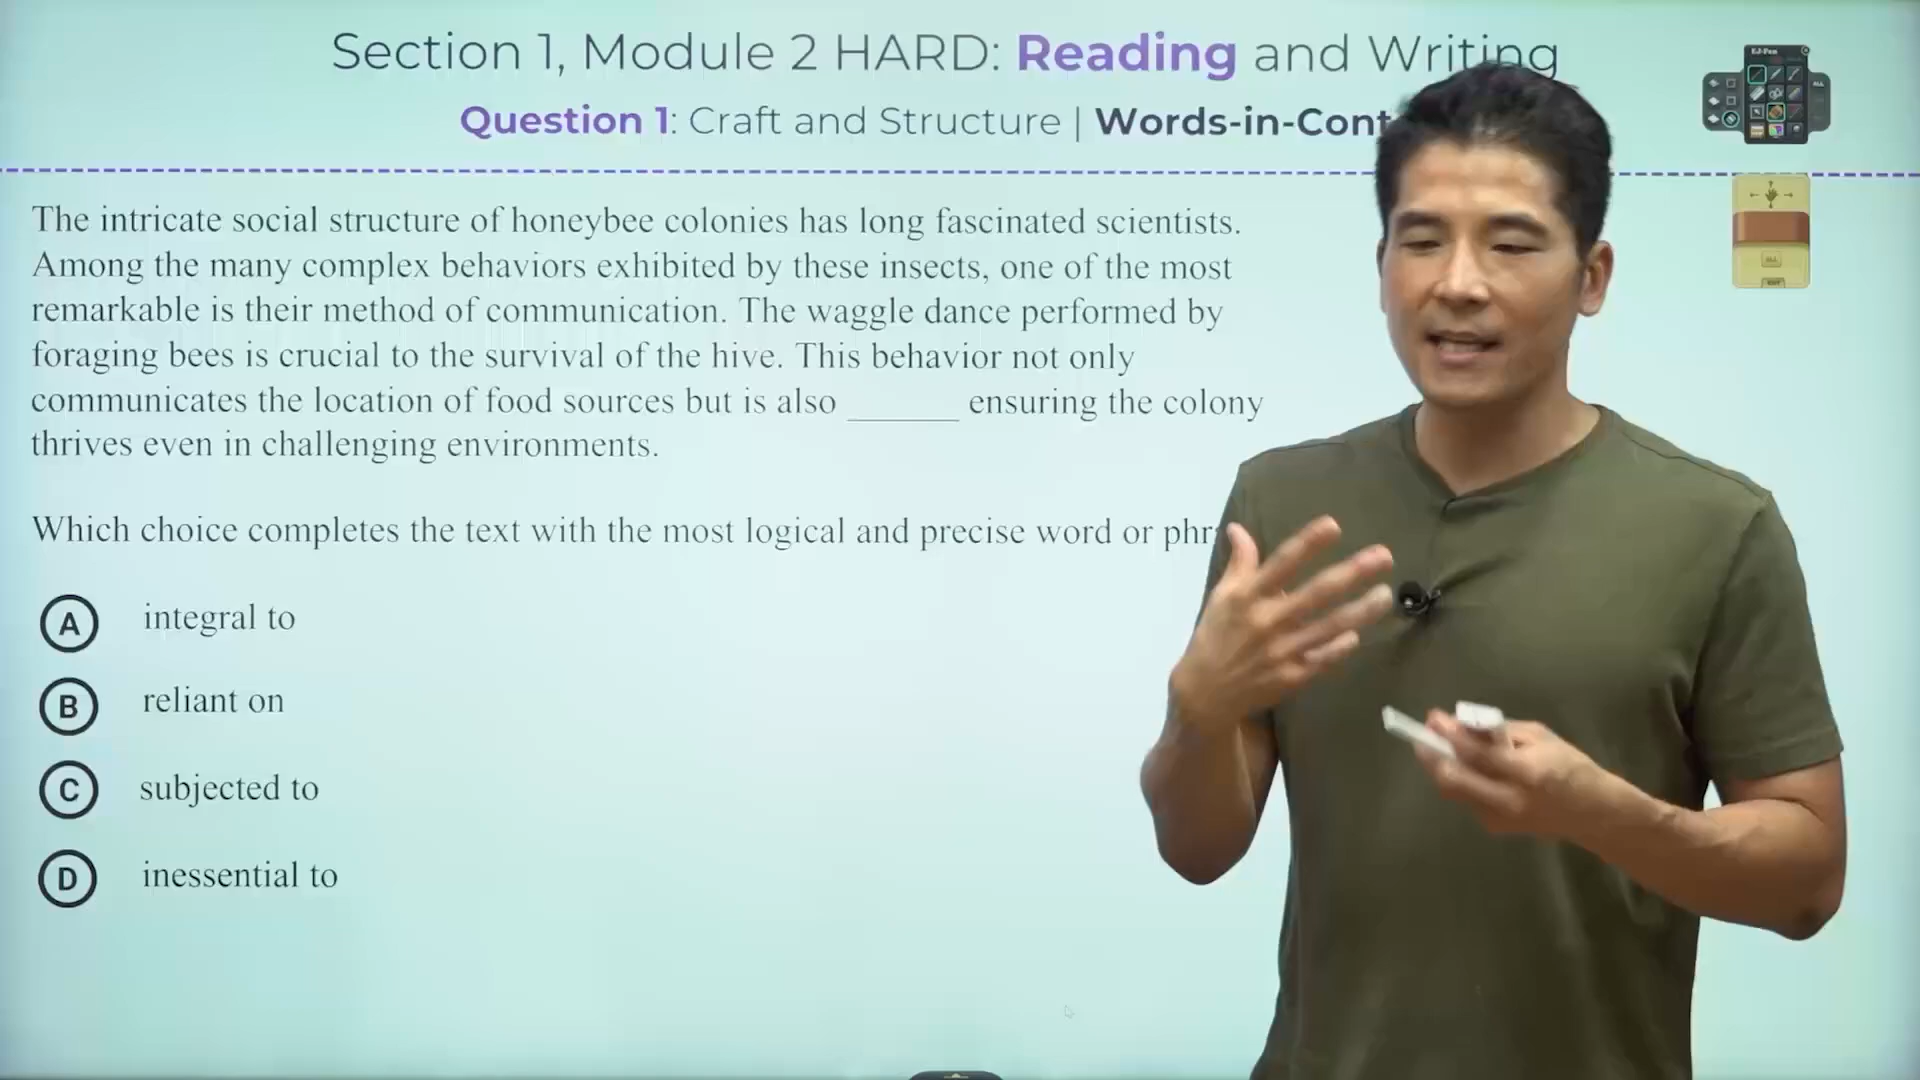 Section 1, Module 2 HARD: Reading and Writing
Question 1: Craft and Structure | Words-in-Cont
The intricate social structure of honeybee colonies has long fascinated scientists.
Among the many complex behaviors exhibited by these insects, one of the most
remarkable is their method of communication. The waggle dance performed by
foraging bees is crucial to the survival of the hive. This behavior not only
communicates the location of food sources but is also ______ ensuring the colony
thrives even in challenging environments.
Which choice completes the text with the most logical and precise word or phr
A integral to
B reliant on
C subjected to
D inessential to
EJ-Pen
ALL
ALL
EXIT